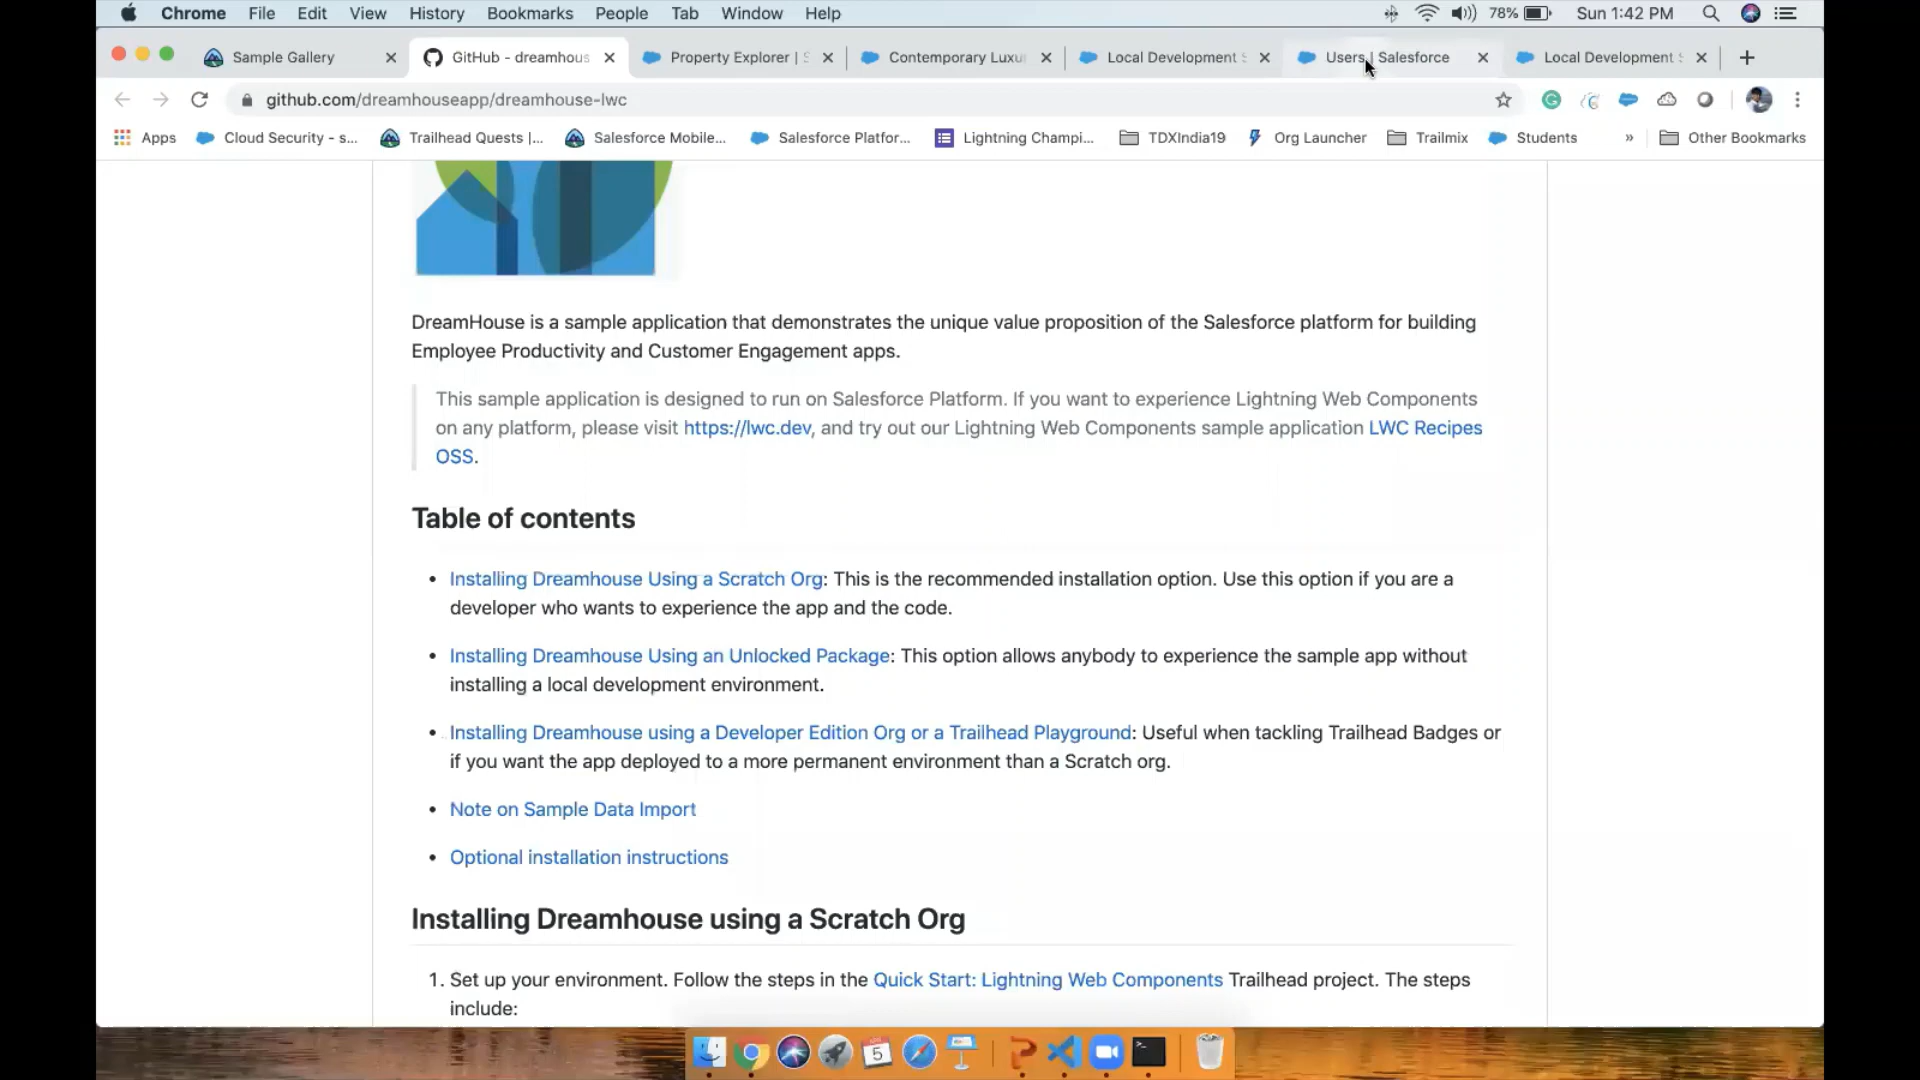 Chrome File Edit View History Bookmarks People Tab Window Help 78% Sun 1:42 PM
Sample Gallery GitHub - dreamhous Property Explorer | S Contemporary Luxu Local Development S Users | Salesforce Local Development S
github.com/dreamhouseapp/dreamhouse-lwc
Apps Cloud Security - s... Trailhead Quests |... Salesforce Mobile... Salesforce Platfor... Lightning Champi... TDXIndia19 Org Launcher Trailmix Students » Other Bookmarks
DreamHouse is a sample application that demonstrates the unique value proposition of the Salesforce platform for building
Employee Productivity and Customer Engagement apps.
This sample application is designed to run on Salesforce Platform. If you want to experience Lightning Web Components
on any platform, please visit https://lwc.dev, and try out our Lightning Web Components sample application LWC Recipes
OSS.
Table of contents
• Installing Dreamhouse Using a Scratch Org: This is the recommended installation option. Use this option if you are a
developer who wants to experience the app and the code.
• Installing Dreamhouse Using an Unlocked Package: This option allows anybody to experience the sample app without
installing a local development environment.
• Installing Dreamhouse using a Developer Edition Org or a Trailhead Playground: Useful when tackling Trailhead Badges or
if you want the app deployed to a more permanent environment than a Scratch org.
• Note on Sample Data Import
• Optional installation instructions
Installing Dreamhouse using a Scratch Org
1. Set up your environment. Follow the steps in the Quick Start: Lightning Web Components Trailhead project. The steps
include:
5